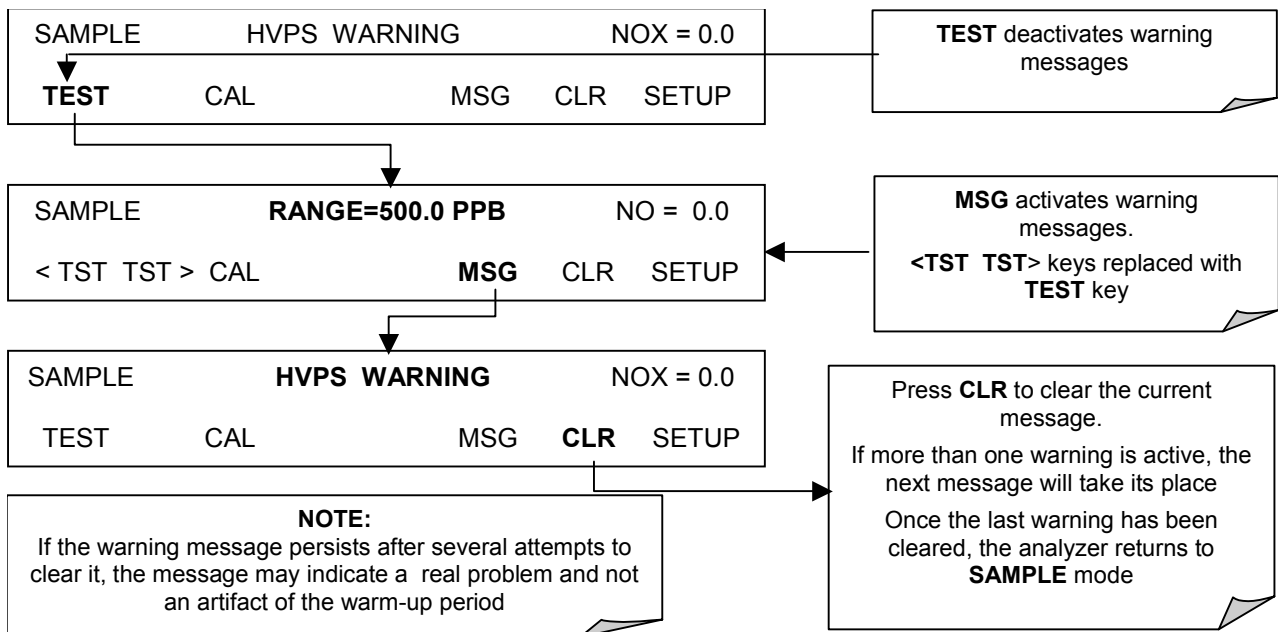 SAMPLE HVPS WARNING NOX = 0.0
TEST CAL MSG CLR SETUP
TEST deactivates warning
messages
SAMPLE RANGE=500.0 PPB NO = 0.0
< TST TST > CAL MSG CLR SETUP
MSG activates warning
messages.
<TST TST> keys replaced with
TEST key
SAMPLE HVPS WARNING NOX = 0.0
TEST CAL MSG CLR SETUP
Press CLR to clear the current
message.
If more than one warning is active, the
next message will take its place
Once the last warning has been
cleared, the analyzer returns to
SAMPLE mode
NOTE:
If the warning message persists after several attempts to
clear it, the message may indicate a real problem and not
an artifact of the warm-up period